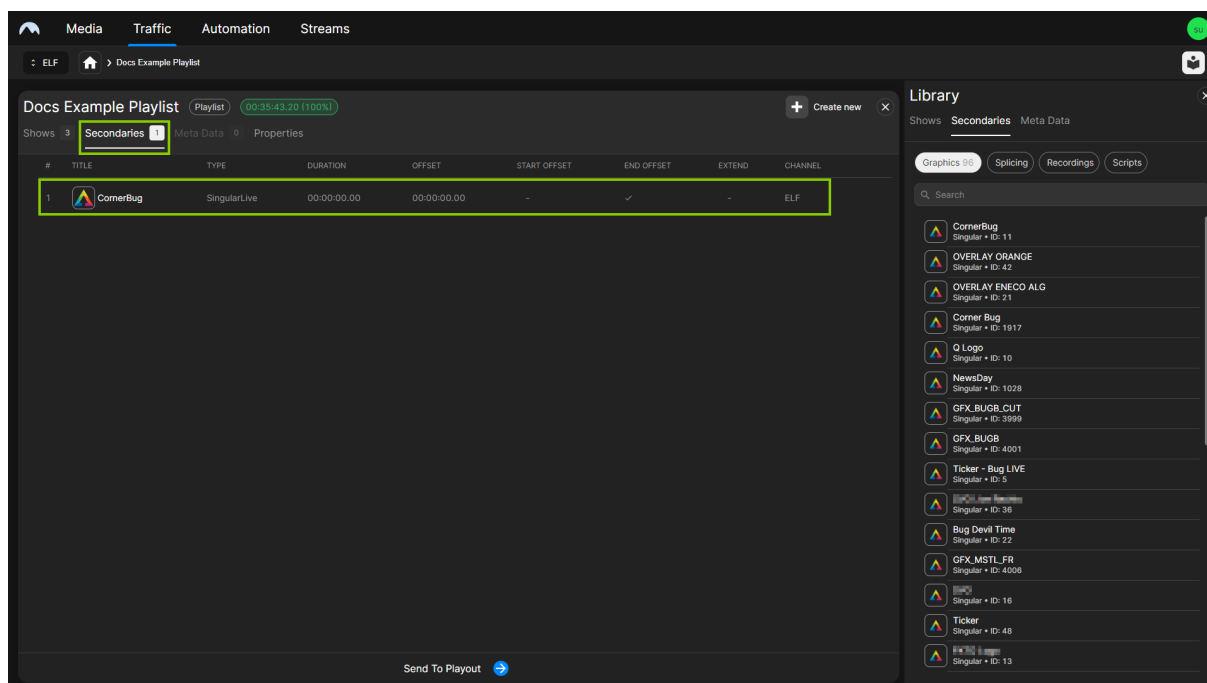 Media Traffic Automation Streams
su
ELF Docs Example Playlist
Docs Example Playlist Playlist 00:35:43.20 (100%) Create new
Shows 3 Secondaries 1 Meta Data 0 Properties
# TITLE TYPE DURATION OFFSET START OFFSET END OFFSET EXTEND CHANNEL
1 CornerBug SingularLive 00:00:00.00 00:00:00.00 - ✓ - ELF
Send To Playout
Library
Shows Secondaries Meta Data
Graphics 96 Splicing Recordings Scripts
Search
CornerBug
Singular • ID: 11
OVERLAY ORANGE
Singular • ID: 42
OVERLAY ENECO ALG
Singular • ID: 21
Corner Bug
Singular • ID: 1917
Q Logo
Singular • ID: 10
NewsDay
Singular • ID: 1028
GFX_BUGB_CUT
Singular • ID: 3999
GFX_BUGB
Singular • ID: 4001
Ticker - Bug LIVE
Singular • ID: 5
Singular • ID: 36
Bug Devil Time
Singular • ID: 22
GFX_MSTL_FR
Singular • ID: 4006
Singular • ID: 16
Ticker
Singular • ID: 48
Singular • ID: 13